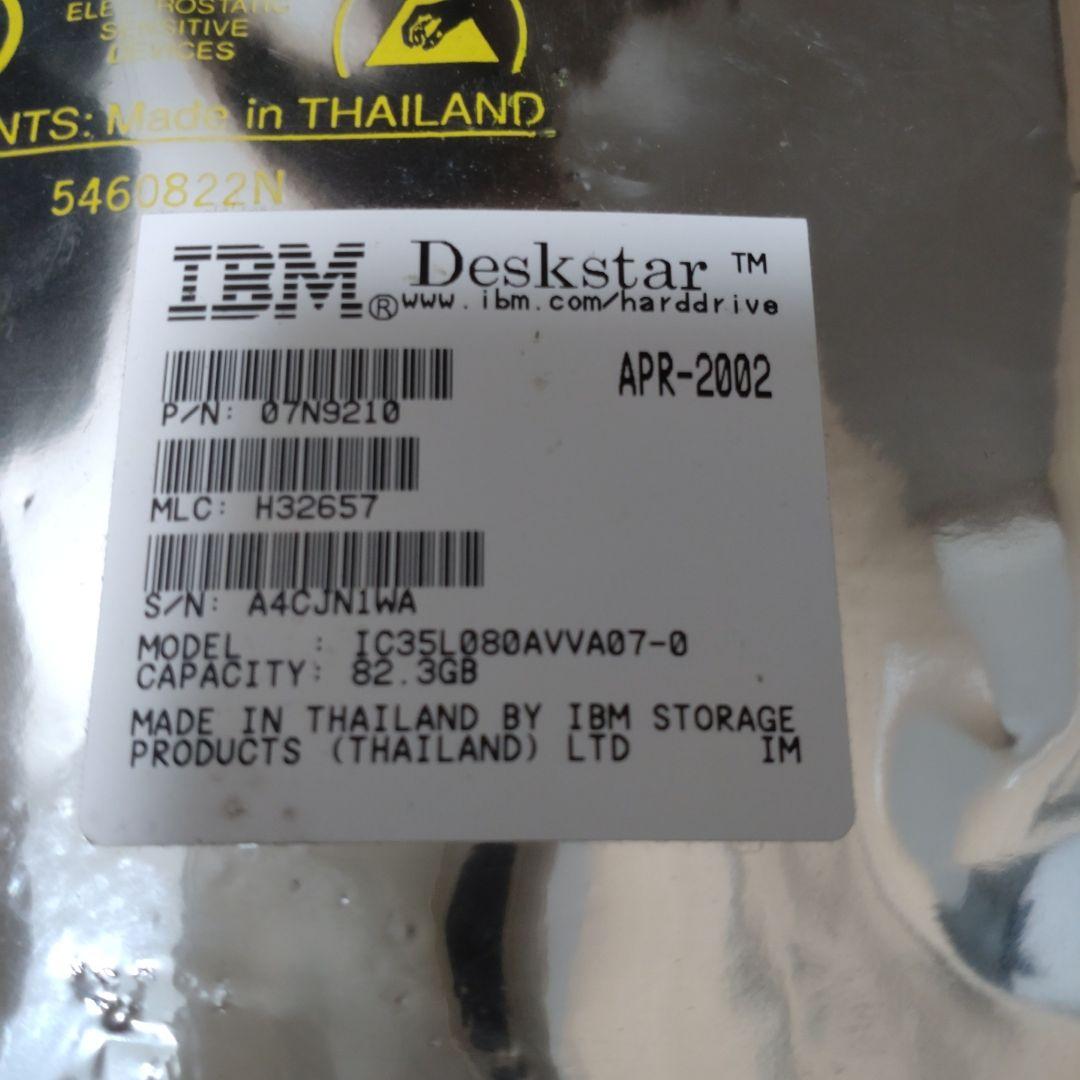 ELECTROSTATIC
SENSITIVE
DEVICES
NTS: Made in THAILAND
5460822N
IBM® Deskstar ™
www.ibm.com/harddrive
APR-2002
P/N: 07N9210
MLC: H32657
S/N: A4CJN1WA
MODEL : IC35L080AVVA07-0
CAPACITY: 82.3GB
MADE IN THAILAND BY IBM STORAGE
PRODUCTS (THAILAND) LTD IM